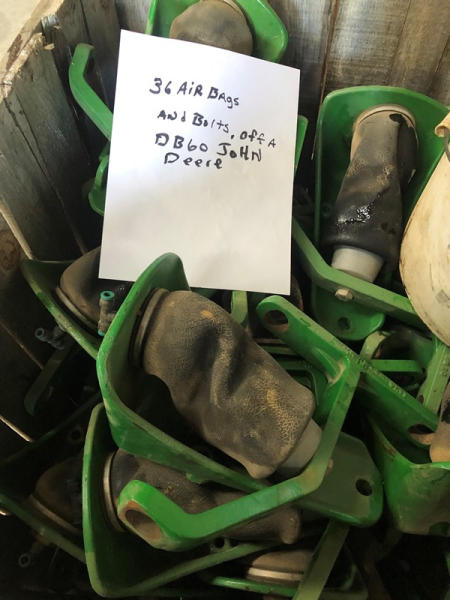 36 AiR BAgs
And Bolts, off A
DB60 JoHN
Deere